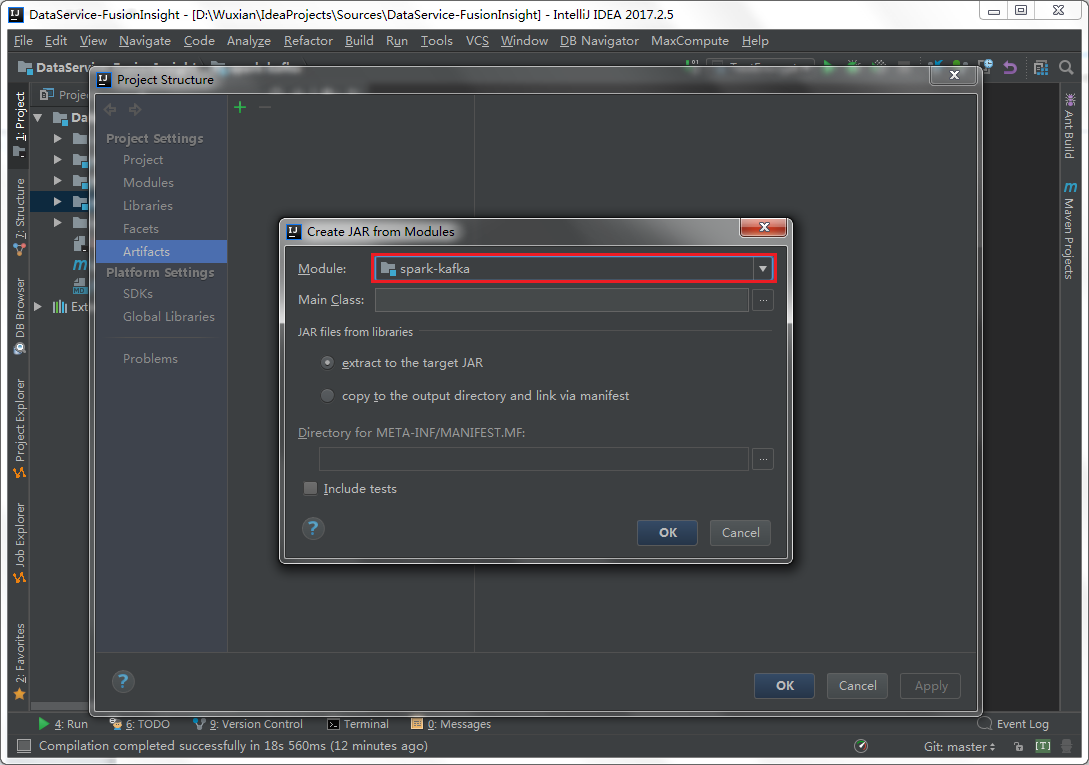 DataService-FusionInsight - [D:\Wuxian\IdeaProjects\Sources\DataService-FusionInsight] - IntelliJ IDEA 2017.2.5
File Edit View Navigate Code Analyze Refactor Build Run Tools VCS Window DB Navigator MaxCompute Help
DataServ
Project Structure
Proje
Da
Ext
1: Project
7: Structure
DB Browser
Project Explorer
Job Explorer
2: Favorites
Project Settings
Project
Modules
Libraries
Facets
Artifacts
Platform Settings
SDKs
Global Libraries
Problems
Create JAR from Modules
Module: spark-kafka
Main Class:
...
JAR files from libraries
extract to the target JAR
copy to the output directory and link via manifest
Directory for META-INF/MANIFEST.MF:
...
Include tests
?
OK Cancel
?
OK Cancel Apply
Ant Build
m Maven Projects
4: Run 6: TODO 9: Version Control Terminal 0: Messages Event Log
Compilation completed successfully in 18s 560ms (12 minutes ago) Git: master [T]